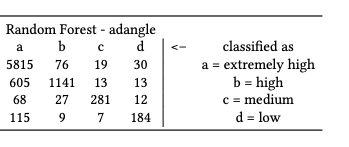 Random Forest - adangle
a b c d <- classified as
5815 76 19 30 a = extremely high
605 1141 13 13 b = high
68 27 281 12 c = medium
115 9 7 184 d = low